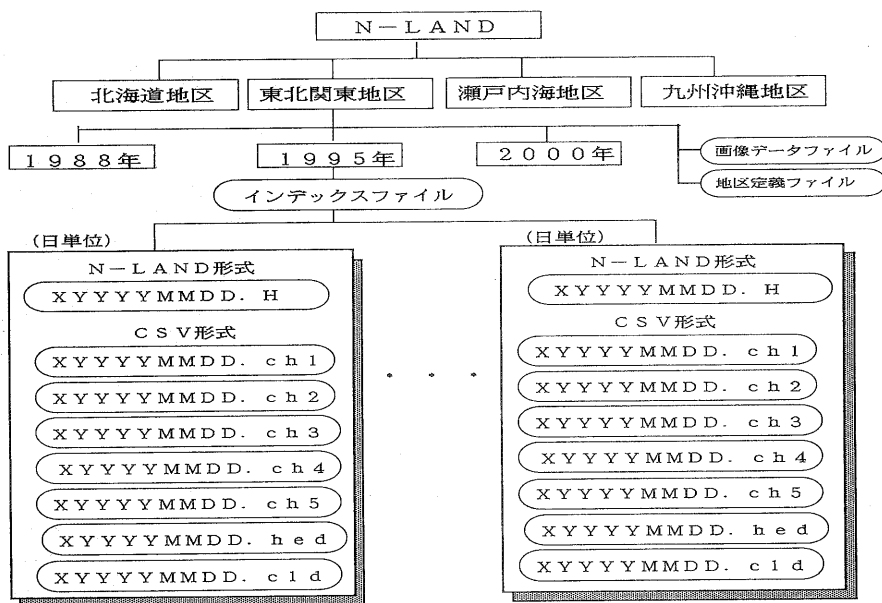 N－LAND
北海道地区 東北関東地区 瀬戸内海地区 九州沖縄地区
1988年 1995年 2000年 画像データファイル
地区定義ファイル
インデックスファイル
(日単位)
N－LAND形式
XYYYYMMDD. H
CSV形式
XYYYYMMDD. ch1
XYYYYMMDD. ch2
XYYYYMMDD. ch3
XYYYYMMDD. ch4
XYYYYMMDD. ch5
XYYYYMMDD. hed
XYYYYMMDD. cld
・ ・ ・
(日単位)
N－LAND形式
XYYYYMMDD. H
CSV形式
XYYYYMMDD. ch1
XYYYYMMDD. ch2
XYYYYMMDD. ch3
XYYYYMMDD. ch4
XYYYYMMDD. ch5
XYYYYMMDD. hed
XYYYYMMDD. cld